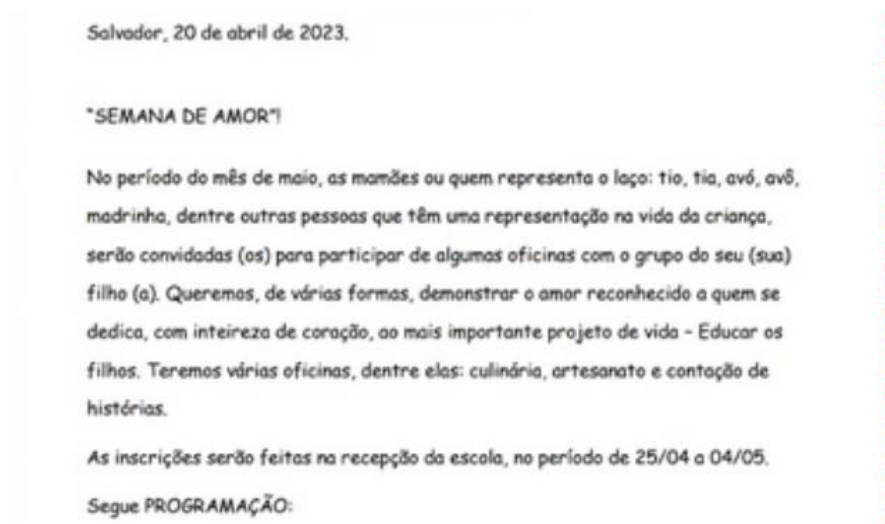 Salvador, 20 de abril de 2023.
"SEMANA DE AMOR"!
No período do mês de maio, as mamães ou quem representa o laço: tio, tia, avó, avô,
madrinha, dentre outras pessoas que têm uma representação na vida da criança,
serão convidadas (os) para participar de algumas oficinas com o grupo do seu (sua)
filho (a). Queremos, de várias formas, demonstrar o amor reconhecido a quem se
dedica, com inteireza de coração, ao mais importante projeto de vida - Educar os
filhos. Teremos várias oficinas, dentre elas: culinária, artesanato e contação de
histórias.
As inscrições serão feitas na recepção da escola, no período de 25/04 a 04/05.
Segue PROGRAMAÇÃO: